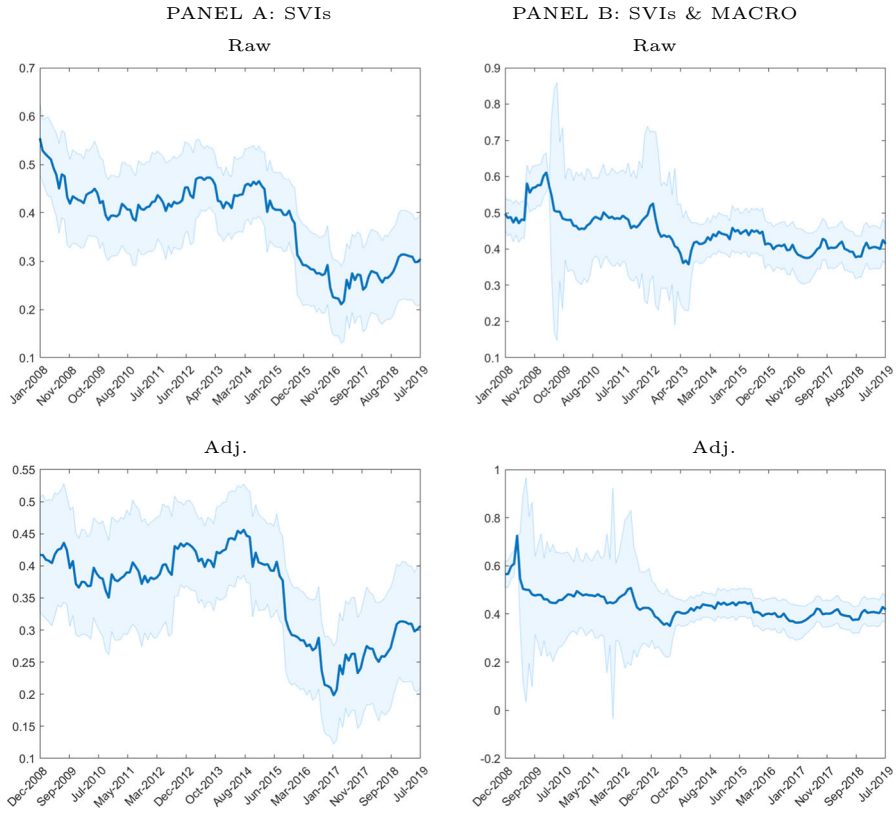 PANEL A: SVIs
PANEL B: SVIs & MACRO
Raw
0.7
0.6
0.5
0.4
0.3
0.2
0.1
Jan-2008
Nov-2008
Oct-2009
Aug-2010
Jul-2011
Jun-2012
Apr-2013
Mar-2014
Jan-2015
Dec-2015
Nov-2016
Sep-2017
Aug-2018
Jul-2019
Raw
0.9
0.8
0.7
0.6
0.5
0.4
0.3
0.2
0.1
Jan-2008
Nov-2008
Oct-2009
Aug-2010
Jul-2011
Jun-2012
Apr-2013
Mar-2014
Jan-2015
Dec-2015
Nov-2016
Sep-2017
Aug-2018
Jul-2019
Adj.
0.55
0.5
0.45
0.4
0.35
0.3
0.25
0.2
0.15
0.1
Dec-2008
Sep-2009
Jul-2010
May-2011
Mar-2012
Dec-2012
Oct-2013
Aug-2014
Jun-2015
Mar-2016
Jan-2017
Nov-2017
Sep-2018
Jul-2019
Adj.
1
0.8
0.6
0.4
0.2
0
-0.2
Dec-2008
Sep-2009
Jul-2010
May-2011
Mar-2012
Dec-2012
Oct-2013
Aug-2014
Jun-2015
Mar-2016
Jan-2017
Nov-2017
Sep-2018
Jul-2019